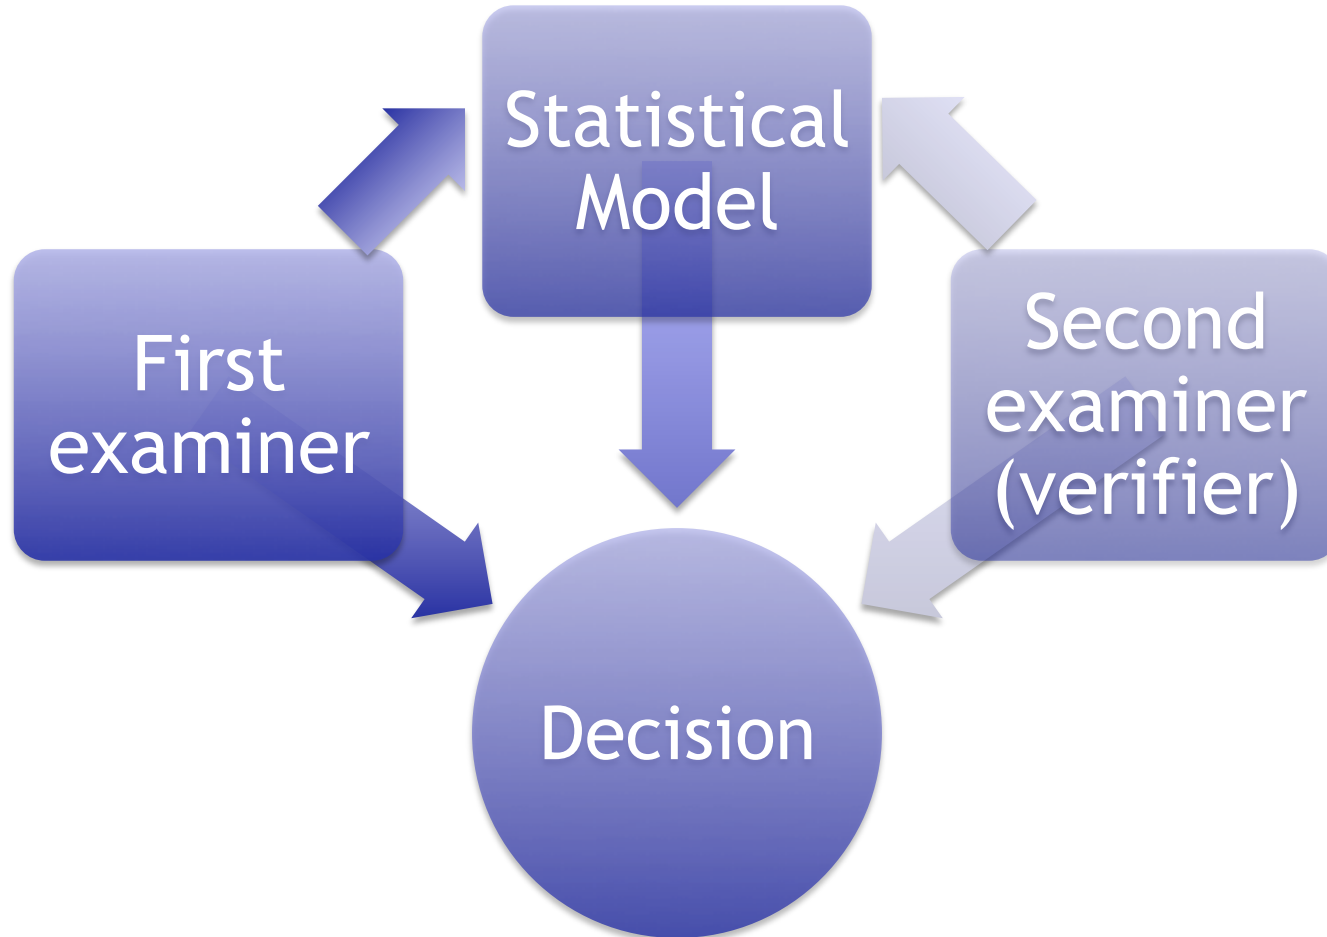 Statistical
Model
First
examiner
Second
examiner
(verifier)
Decision